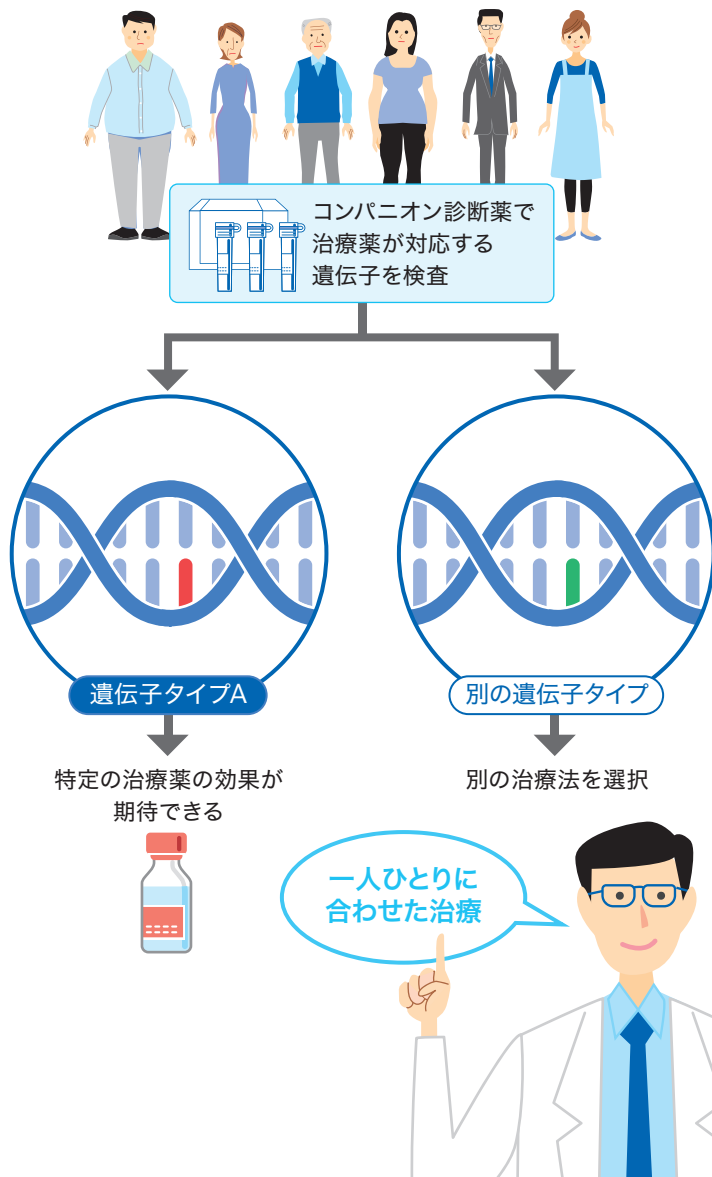 コンパニオン診断薬で
治療薬が対応する
遺伝子を検査
遺伝子タイプA
別の遺伝子タイプ
特定の治療薬の効果が
期待できる
別の治療法を選択
一人ひとりに
合わせた治療